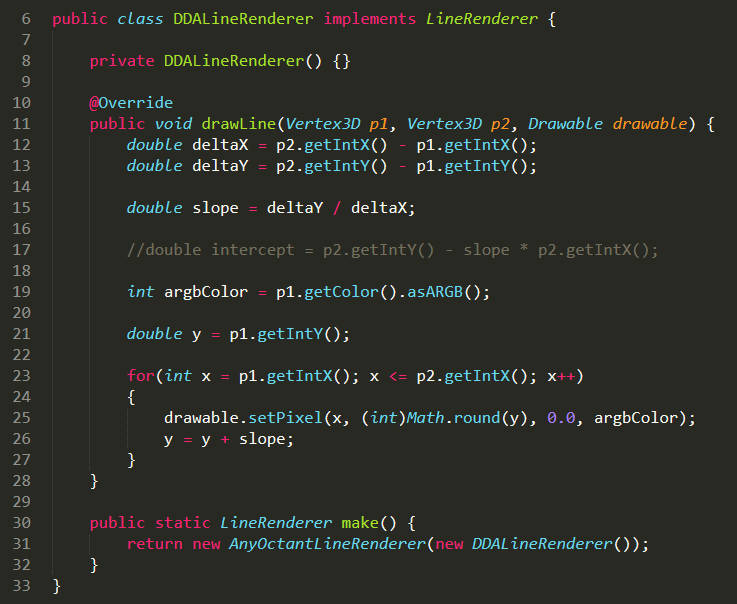 6 public class DDALineRenderer implements LineRenderer {
7
8     private DDALineRenderer() {}
9
10     @Override
11     public void drawLine(Vertex3D p1, Vertex3D p2, Drawable drawable) {
12         double deltaX = p2.getIntX() - p1.getIntX();
13         double deltaY = p2.getIntY() - p1.getIntY();
14
15         double slope = deltaY / deltaX;
16
17         //double intercept = p2.getIntY() - slope * p2.getIntX();
18
19         int argbColor = p1.getColor().asARGB();
20
21         double y = p1.getIntY();
22
23         for(int x = p1.getIntX(); x <= p2.getIntX(); x++)
24         {
25             drawable.setPixel(x, (int)Math.round(y), 0.0, argbColor);
26             y = y + slope;
27         }
28     }
29
30     public static LineRenderer make() {
31         return new AnyOctantLineRenderer(new DDALineRenderer());
32     }
33 }